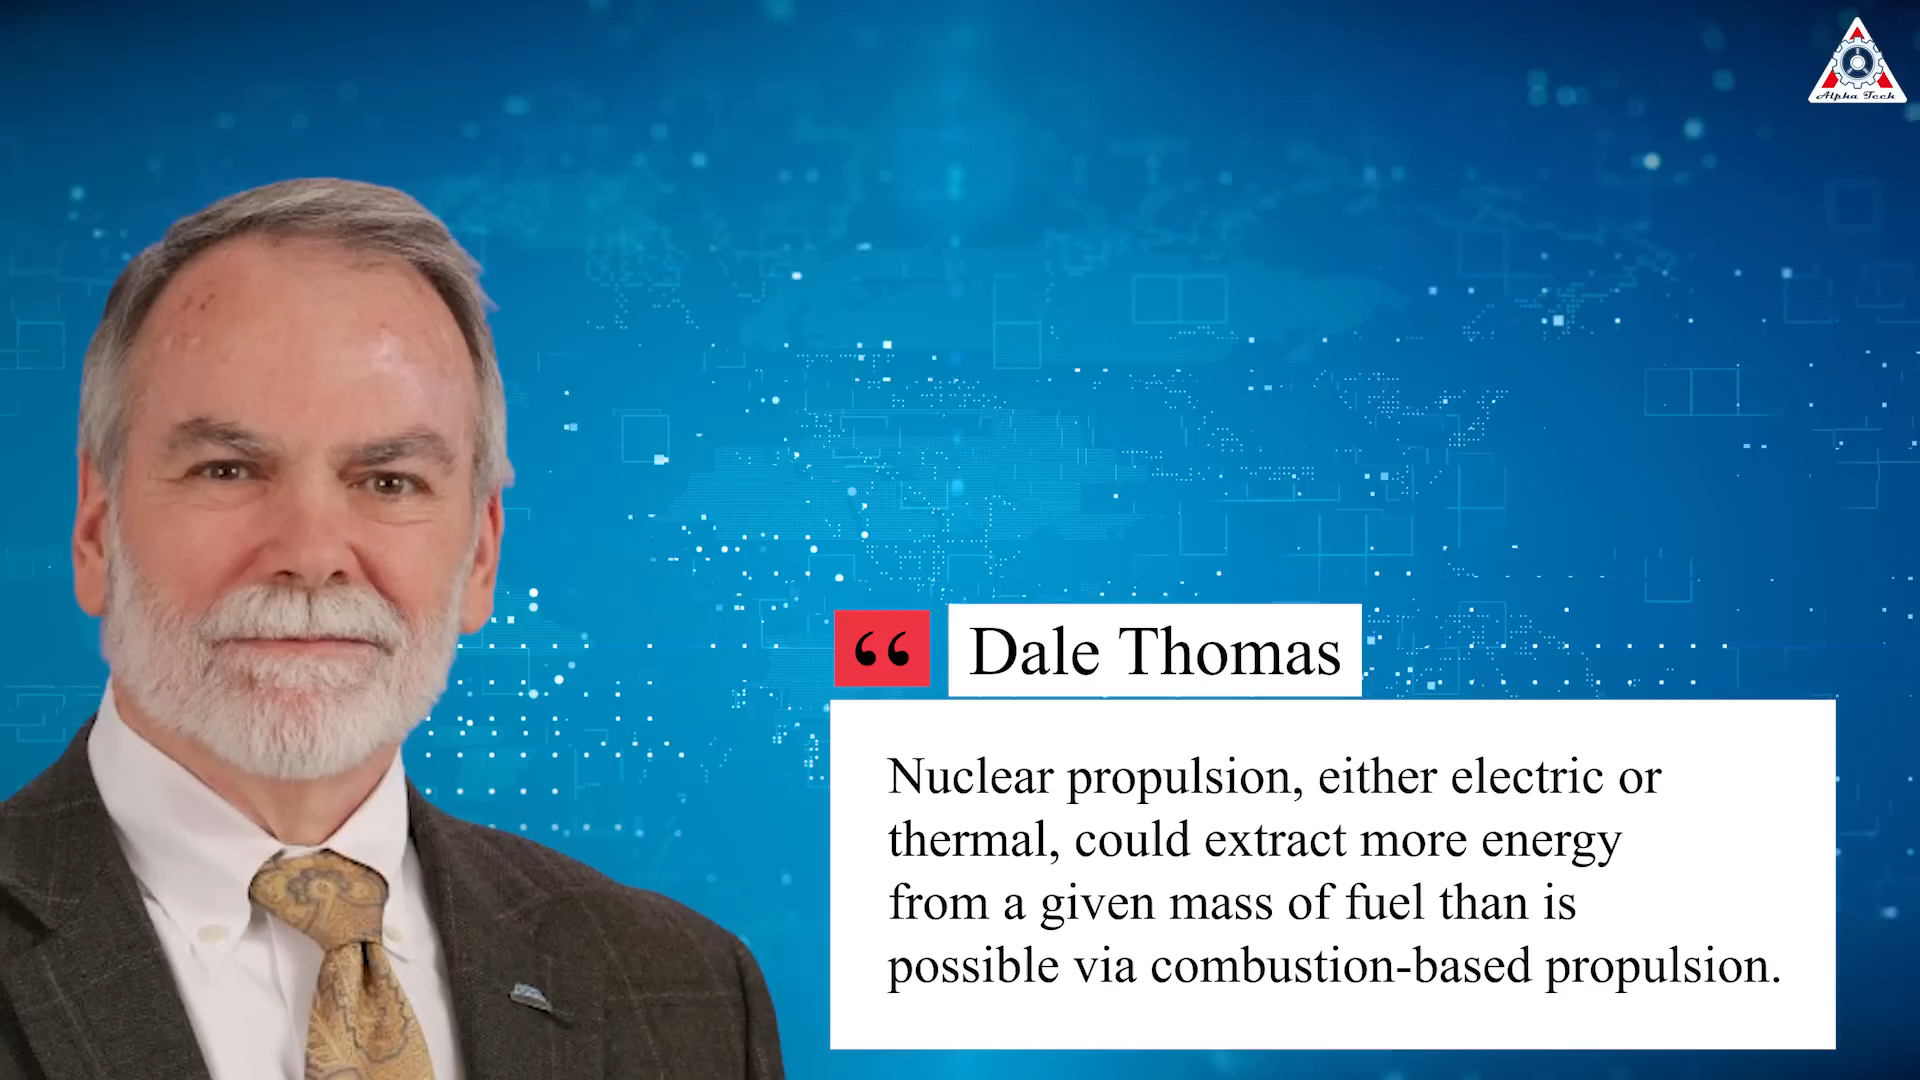 Alpha Tech
“ Dale Thomas
Nuclear propulsion, either electric or
thermal, could extract more energy
from a given mass of fuel than is
possible via combustion-based propulsion.